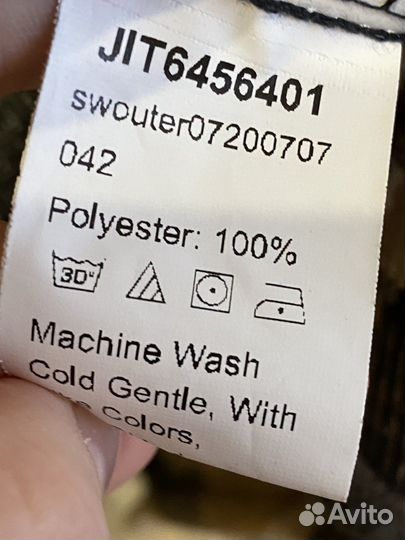 JIT6456401
swouter07200707
042
Polyester: 100%
30°
Machine Wash
Cold Gentle, With
Colors,
Avito